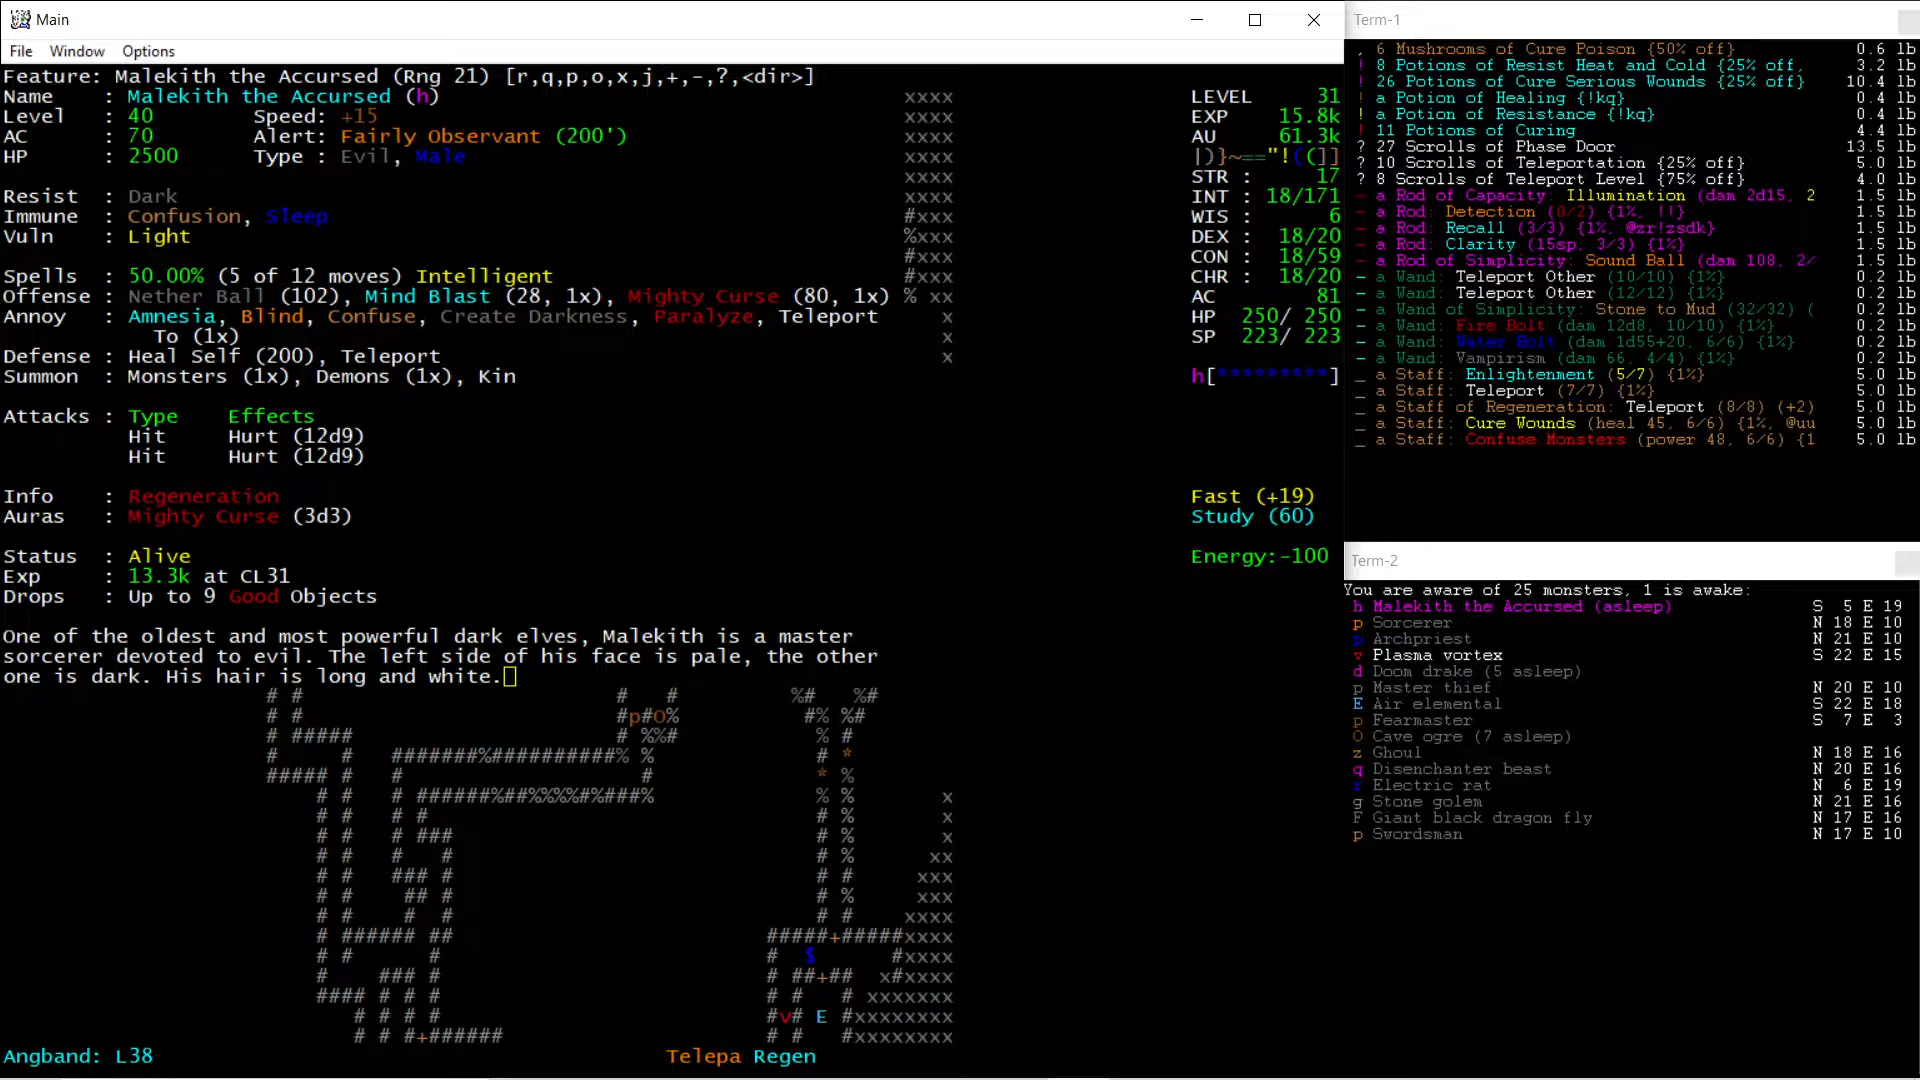 Main
File Window Options
Feature: Malekith the Accursed (Rng 21) [r,q,p,o,x,j,+,-,?,<dir>]
Name : Malekith the Accursed (h)
Level : 40 Speed: +15
AC : 70 Alert: Fairly Observant (200')
HP : 2500 Type : Evil, Male
Resist : Dark
Immune : Confusion, Sleep
Vuln : Light
Spells : 50.00% (5 of 12 moves) Intelligent
Offense : Nether Ball (102), Mind Blast (28, 1x), Mighty Curse (80, 1x)
Annoy : Amnesia, Blind, Confuse, Create Darkness, Paralyze, Teleport
To (1x)
Defense : Heal Self (200), Teleport
Summon : Monsters (1x), Demons (1x), Kin
Attacks : Type Effects
Hit Hurt (12d9)
Hit Hurt (12d9)
Info : Regeneration
Auras : Mighty Curse (3d3)
Status : Alive
Exp : 13.3k at CL31
Drops : Up to 9 Good Objects
One of the oldest and most powerful dark elves, Malekith is a master
sorcerer devoted to evil. The left side of his face is pale, the other
one is dark. His hair is long and white.
LEVEL 31
EXP 15.8k
AU 61.3k
|)}~=="!((]]
STR : 17
INT : 18/171
WIS : 6
DEX : 18/20
CON : 18/59
CHR : 18/20
AC 81
HP 250/ 250
SP 223/ 223
h[*********]
Fast (+19)
Study (60)
Energy:-100
Angband: L38
Telepa Regen
Term-1
, 6 Mushrooms of Cure Poison {50% off} 0.6 lb
! 8 Potions of Resist Heat and Cold {25% off, 3.2 lb
! 26 Potions of Cure Serious Wounds {25% off} 10.4 lb
! a Potion of Healing {!kq} 0.4 lb
! a Potion of Resistance {!kq} 0.4 lb
! 11 Potions of Curing 4.4 lb
? 27 Scrolls of Phase Door 13.5 lb
? 10 Scrolls of Teleportation {25% off} 5.0 lb
? 8 Scrolls of Teleport Level {75% off} 4.0 lb
- a Rod of Capacity: Illumination (dam 2d15, 2 1.5 lb
- a Rod: Detection (0/2) {1%, !!} 1.5 lb
- a Rod: Recall (3/3) {1%, @zr!zsdk} 1.5 lb
- a Rod: Clarity (15sp, 3/3) {1%} 1.5 lb
- a Rod of Simplicity: Sound Ball (dam 108, 2/ 1.5 lb
- a Wand: Teleport Other (10/10) {1%} 0.2 lb
- a Wand: Teleport Other (12/12) {1%} 0.2 lb
- a Wand of Simplicity: Stone to Mud (32/32) ( 0.2 lb
- a Wand: Fire Bolt (dam 12d8, 10/10) {1%} 0.2 lb
- a Wand: Water Bolt (dam 1d55+20, 6/6) {1%} 0.2 lb
- a Wand: Vampirism (dam 66, 4/4) {1%} 0.2 lb
_ a Staff: Enlightenment (5/7) {1%} 5.0 lb
_ a Staff: Teleport (7/7) {1%} 5.0 lb
_ a Staff of Regeneration: Teleport (8/8) (+2) 5.0 lb
_ a Staff: Cure Wounds (heal 45, 6/6) {1%, @uu 5.0 lb
_ a Staff: Confuse Monsters (power 48, 6/6) {1 5.0 lb
Term-2
You are aware of 25 monsters, 1 is awake:
h Malekith the Accursed (asleep) S 5 E 19
p Sorcerer N 18 E 10
p Archpriest N 21 E 10
v Plasma vortex S 22 E 15
d Doom drake (5 asleep)
p Master thief N 20 E 10
E Air elemental S 22 E 18
p Fearmaster S 7 E 3
O Cave ogre (7 asleep)
z Ghoul N 18 E 16
q Disenchanter beast N 20 E 16
r Electric rat N 6 E 19
g Stone golem N 21 E 16
F Giant black dragon fly N 17 E 16
p Swordsman N 17 E 10